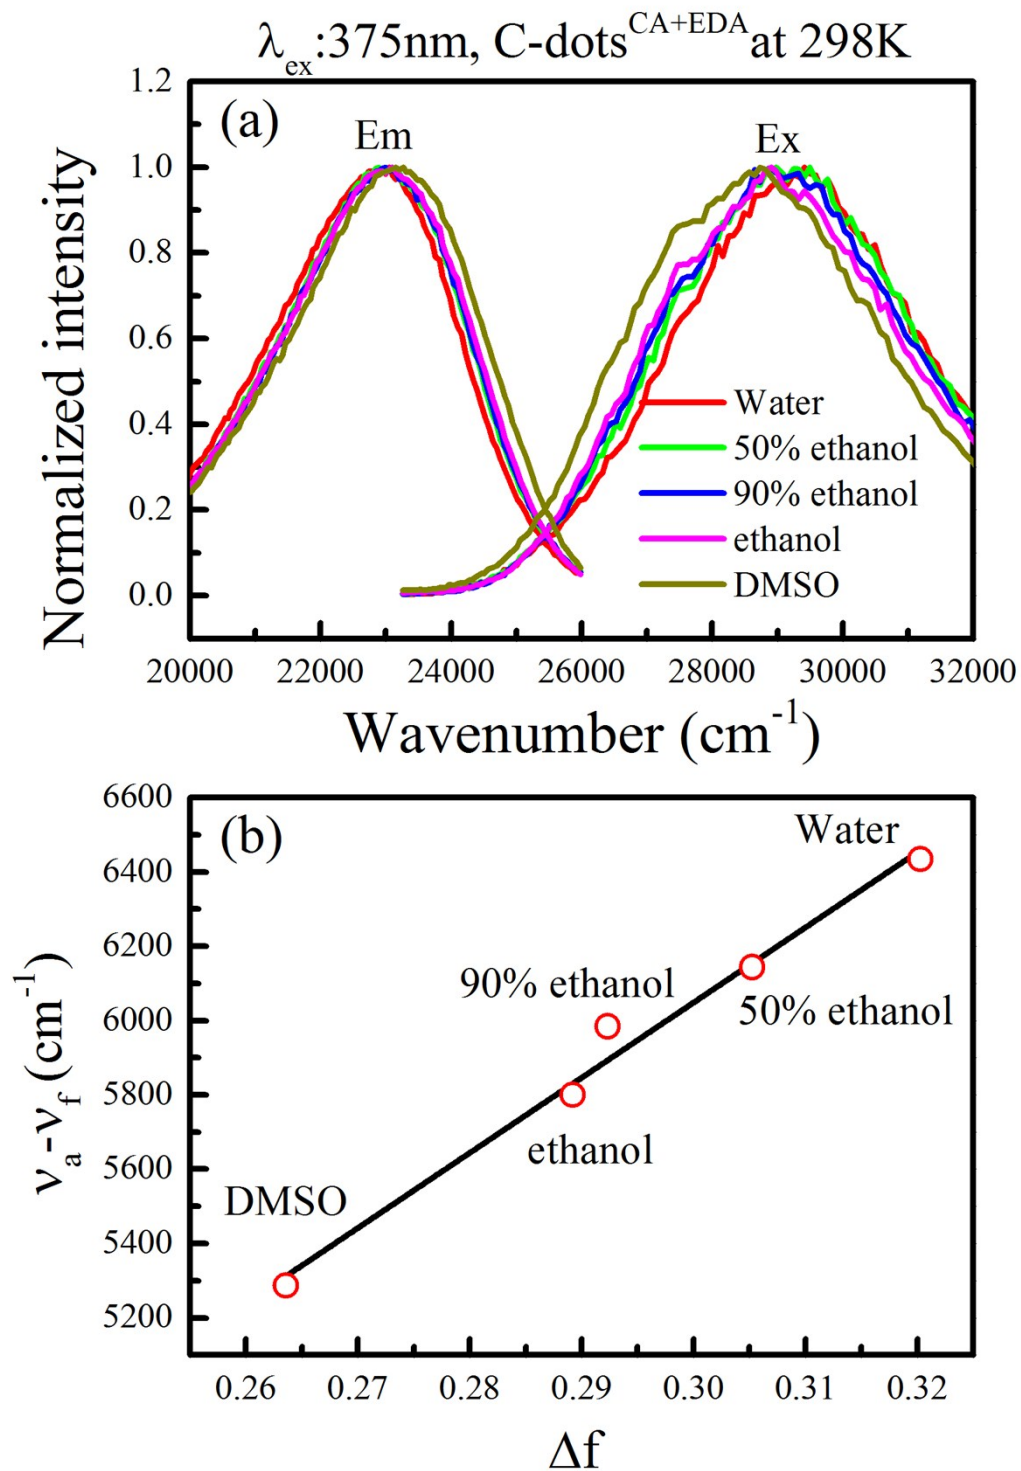 λex:375nm, C-dotsCA+EDA at 298K
(a)
Em
Ex
Normalized intensity
1.2
1.0
0.8
0.6
0.4
0.2
0.0
Water
50% ethanol
90% ethanol
ethanol
DMSO
20000 22000 24000 26000 28000 30000 32000
Wavenumber (cm-1)
(b)
νa-νf (cm-1)
6600
6400
6200
6000
5800
5600
5400
5200
Water
90% ethanol
50% ethanol
ethanol
DMSO
0.26 0.27 0.28 0.29 0.30 0.31 0.32
Δf